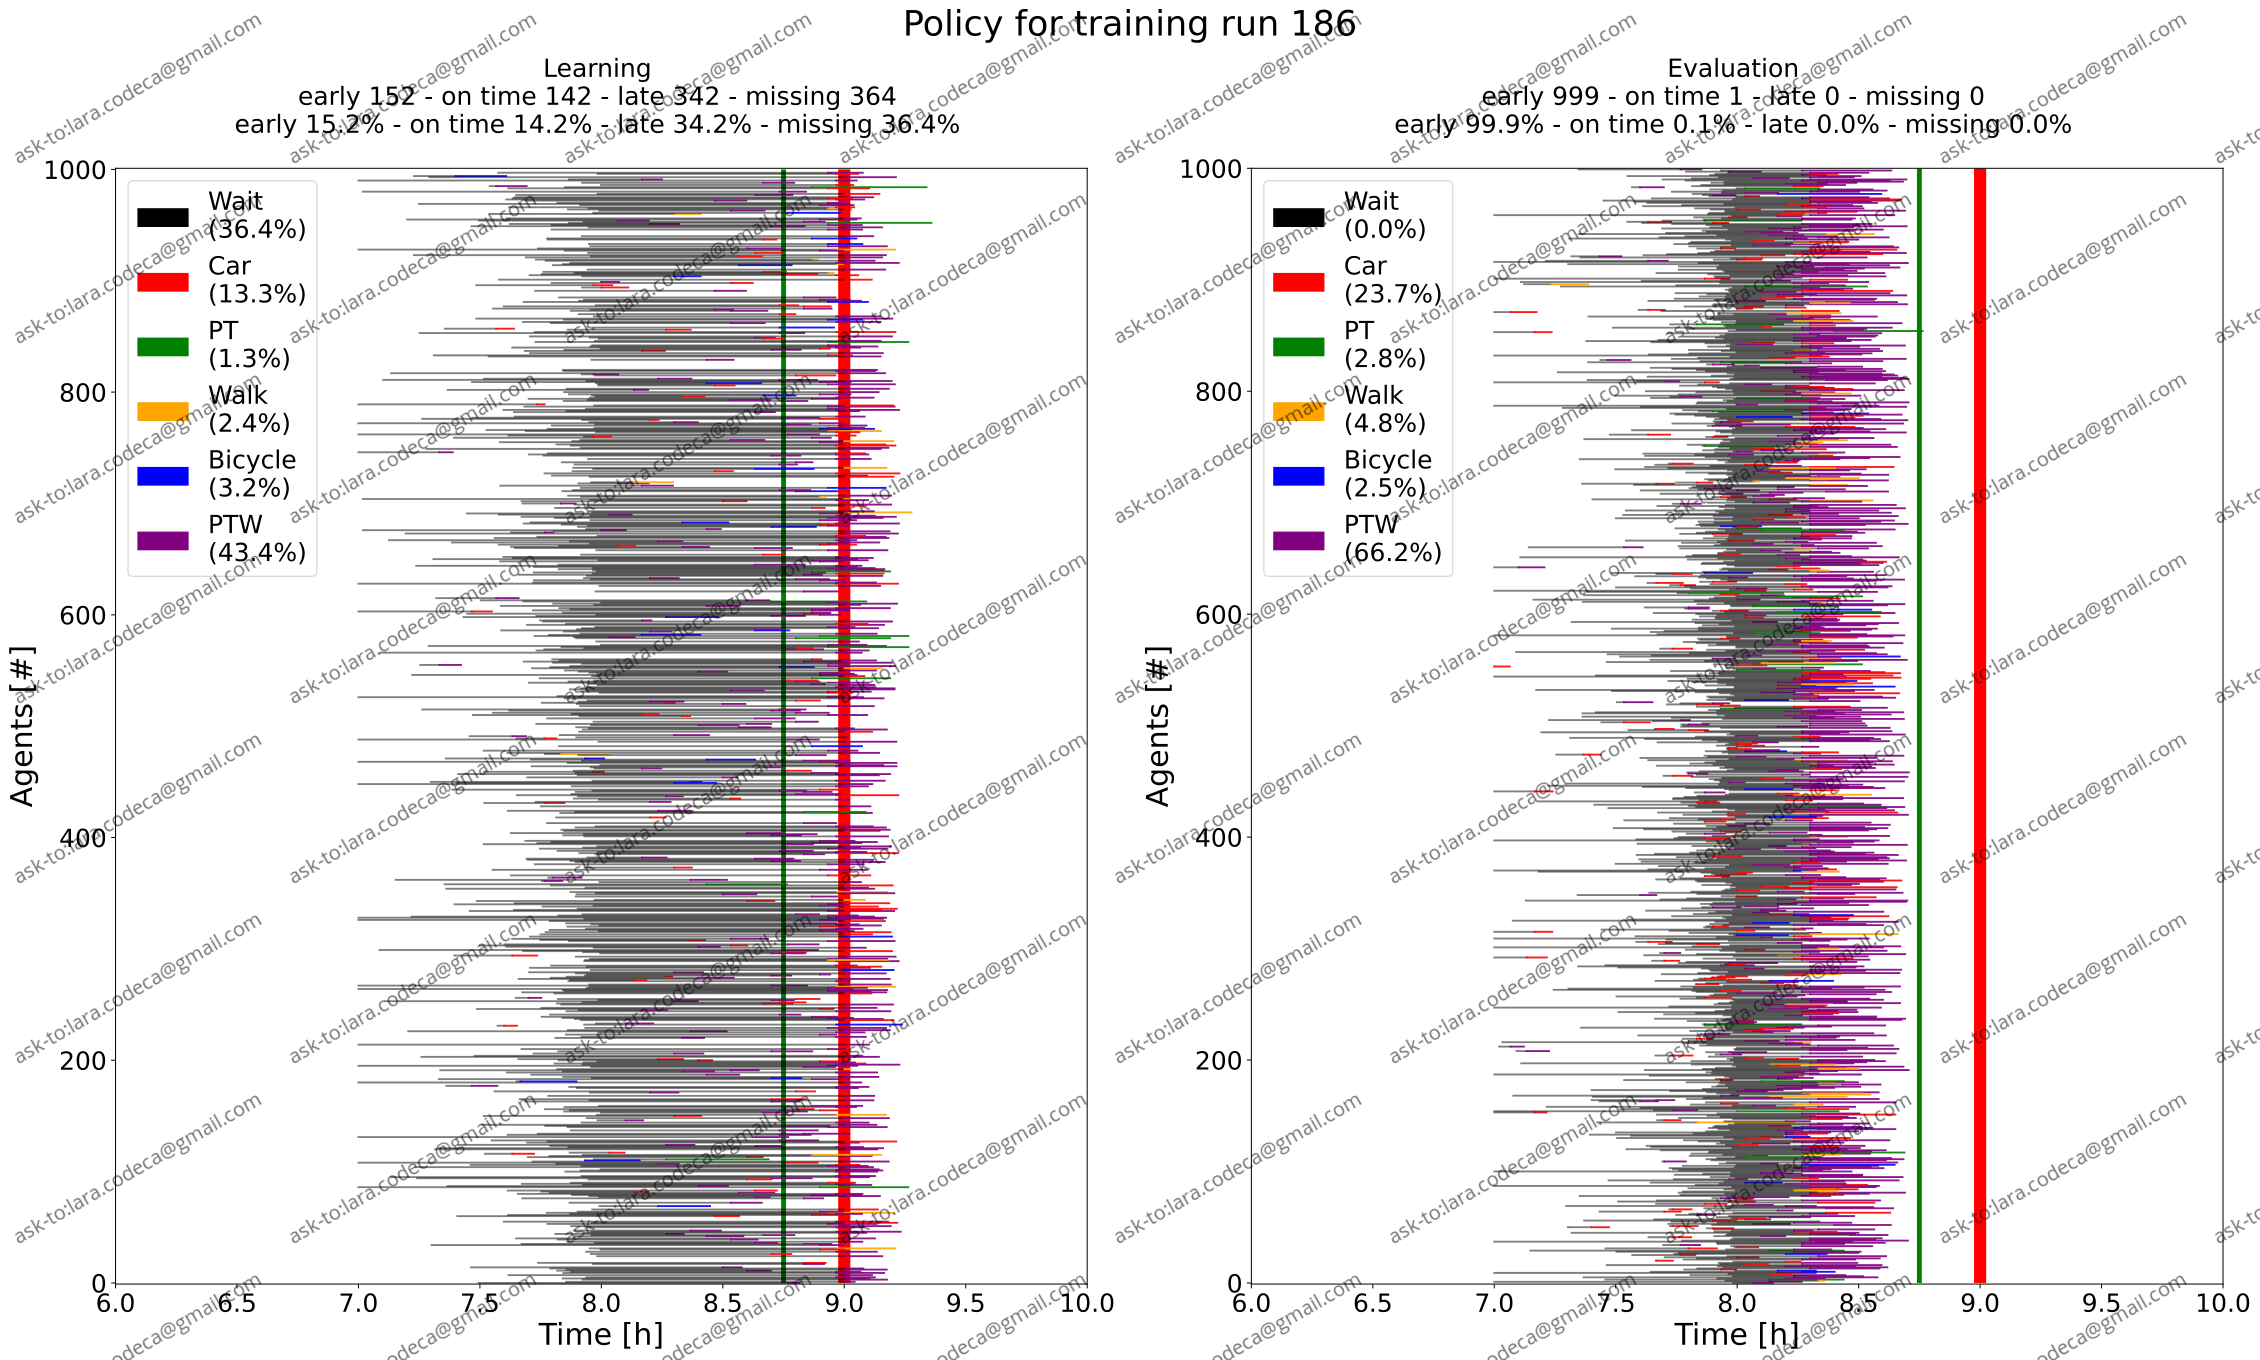 Policy for training run 186
Learning
early 152 - on time 142 - late 342 - missing 364
early 15.2% - on time 14.2% - late 34.2% - missing 36.4%
1000
800
600
400
200
0
Agents [#]
Wait
(36.4%)
Car
(13.3%)
PT
(1.3%)
Walk
(2.4%)
Bicycle
(3.2%)
PTW
(43.4%)
6.0 6.5 7.0 7.5 8.0 8.5 9.0 9.5 10.0
Time [h]
Evaluation
early 999 - on time 1 - late 0 - missing 0
early 99.9% - on time 0.1% - late 0.0% - missing 0.0%
1000
800
600
400
200
0
Agents [#]
Wait
(0.0%)
Car
(23.7%)
PT
(2.8%)
Walk
(4.8%)
Bicycle
(2.5%)
PTW
(66.2%)
6.0 6.5 7.0 7.5 8.0 8.5 9.0 9.5 10.0
Time [h]
ask-to:lara.codeca@gmail.com